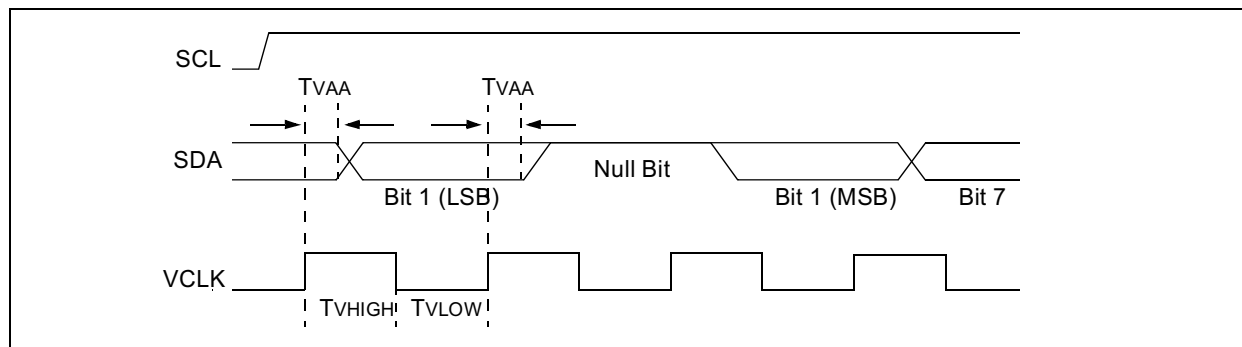 SCL
TVAA TVAA
SDA
Null Bit
Bit 1 (LSB) Bit 1 (MSB) Bit 7
VCLK
TVHIGH TVLOW